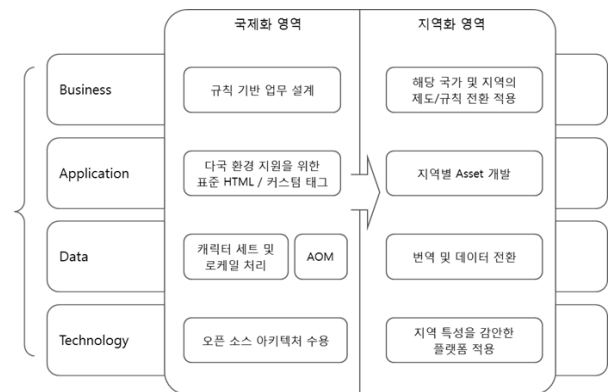 국제화 영역
지역화 영역
Business
규칙 기반 업무 설계
해당 국가 및 지역의
제도/규칙 전환 적용
Application
다국 환경 지원을 위한
표준 HTML / 커스텀 태그
지역별 Asset 개발
Data
캐릭터 세트 및
로케일 처리
AOM
번역 및 데이터 전환
Technology
오픈 소스 아키텍처 수용
지역 특성을 감안한
플랫폼 적용